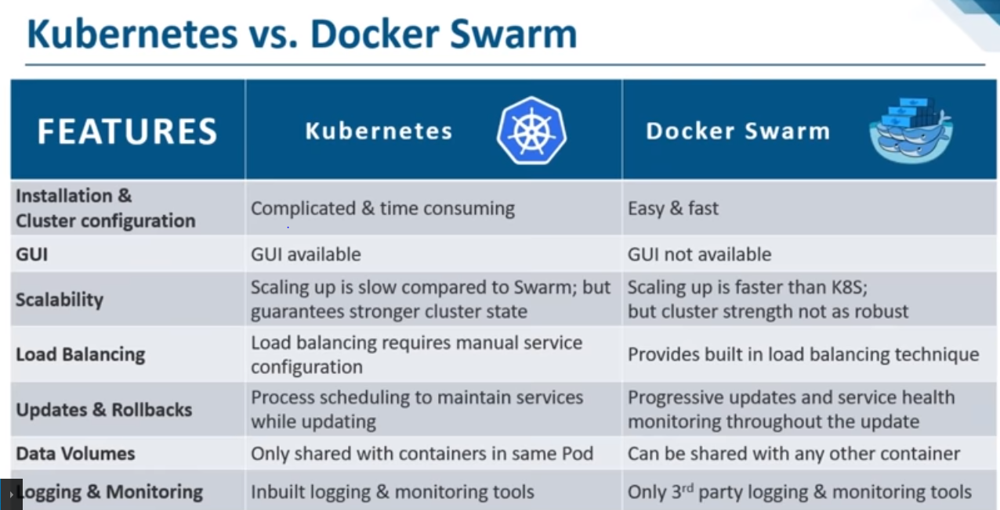 Kubernetes vs. Docker Swarm
FEATURES
Kubernetes
Docker Swarm
Installation &
Cluster configuration
Complicated & time consuming
Easy & fast
GUI
GUI available
GUI not available
Scalability
Scaling up is slow compared to Swarm; but
guarantees stronger cluster state
Scaling up is faster than K8S;
but cluster strength not as robust
Load Balancing
Load balancing requires manual service
configuration
Provides built in load balancing technique
Updates & Rollbacks
Process scheduling to maintain services
while updating
Progressive updates and service health
monitoring throughout the update
Data Volumes
Only shared with containers in same Pod
Can be shared with any other container
Logging & Monitoring
Inbuilt logging & monitoring tools
Only 3rd party logging & monitoring tools